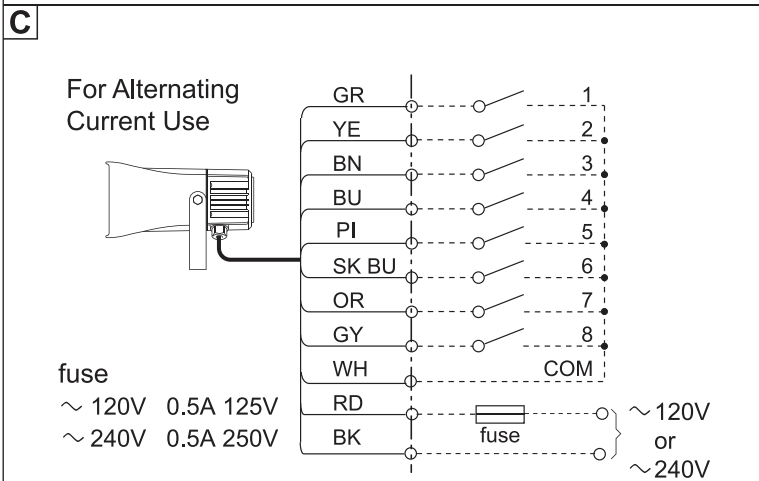 C
For Alternating
Current Use
GR 1
YE 2
BN 3
BU 4
PI 5
SK BU 6
OR 7
GY 8
WH COM
RD
BK
fuse
~ 120V 0.5A 125V
~ 240V 0.5A 250V
fuse
~120V
or
~240V